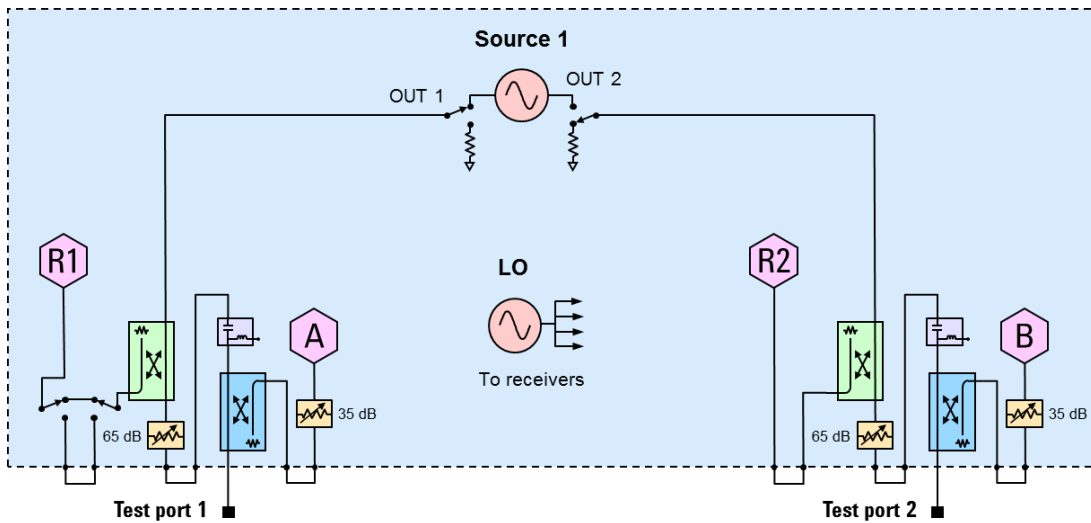 Source 1
OUT 1
OUT 2
R1
LO
R2
A
B
To receivers
65 dB
35 dB
65 dB
35 dB
Test port 1
Test port 2